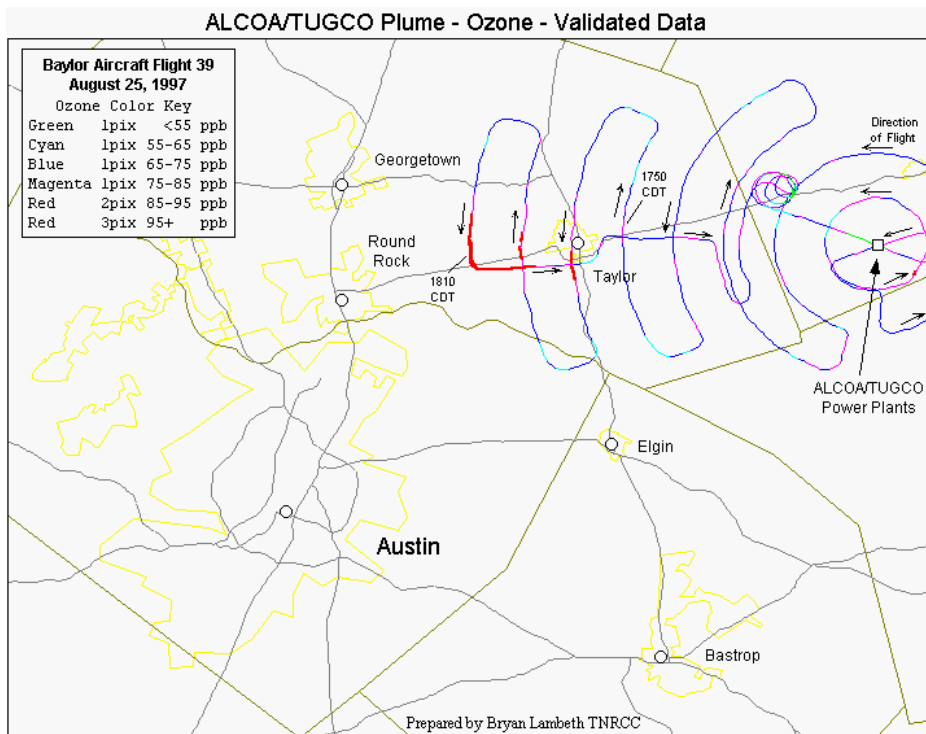 ALCOA/TUGCO Plume - Ozone - Validated Data
Baylor Aircraft Flight 39
August 25, 1997
Ozone Color Key
Green 1pix <55 ppb
Cyan 1pix 55-65 ppb
Blue 1pix 65-75 ppb
Magenta 1pix 75-85 ppb
Red 2pix 85-95 ppb
Red 3pix 95+ ppb
Direction
of Flight
Georgetown
1750
CDT
Round
Rock
1810
CDT
Taylor
ALCOA/TUGCO
Power Plants
Elgin
Austin
Bastrop
Prepared by Bryan Lambeth TNRCC